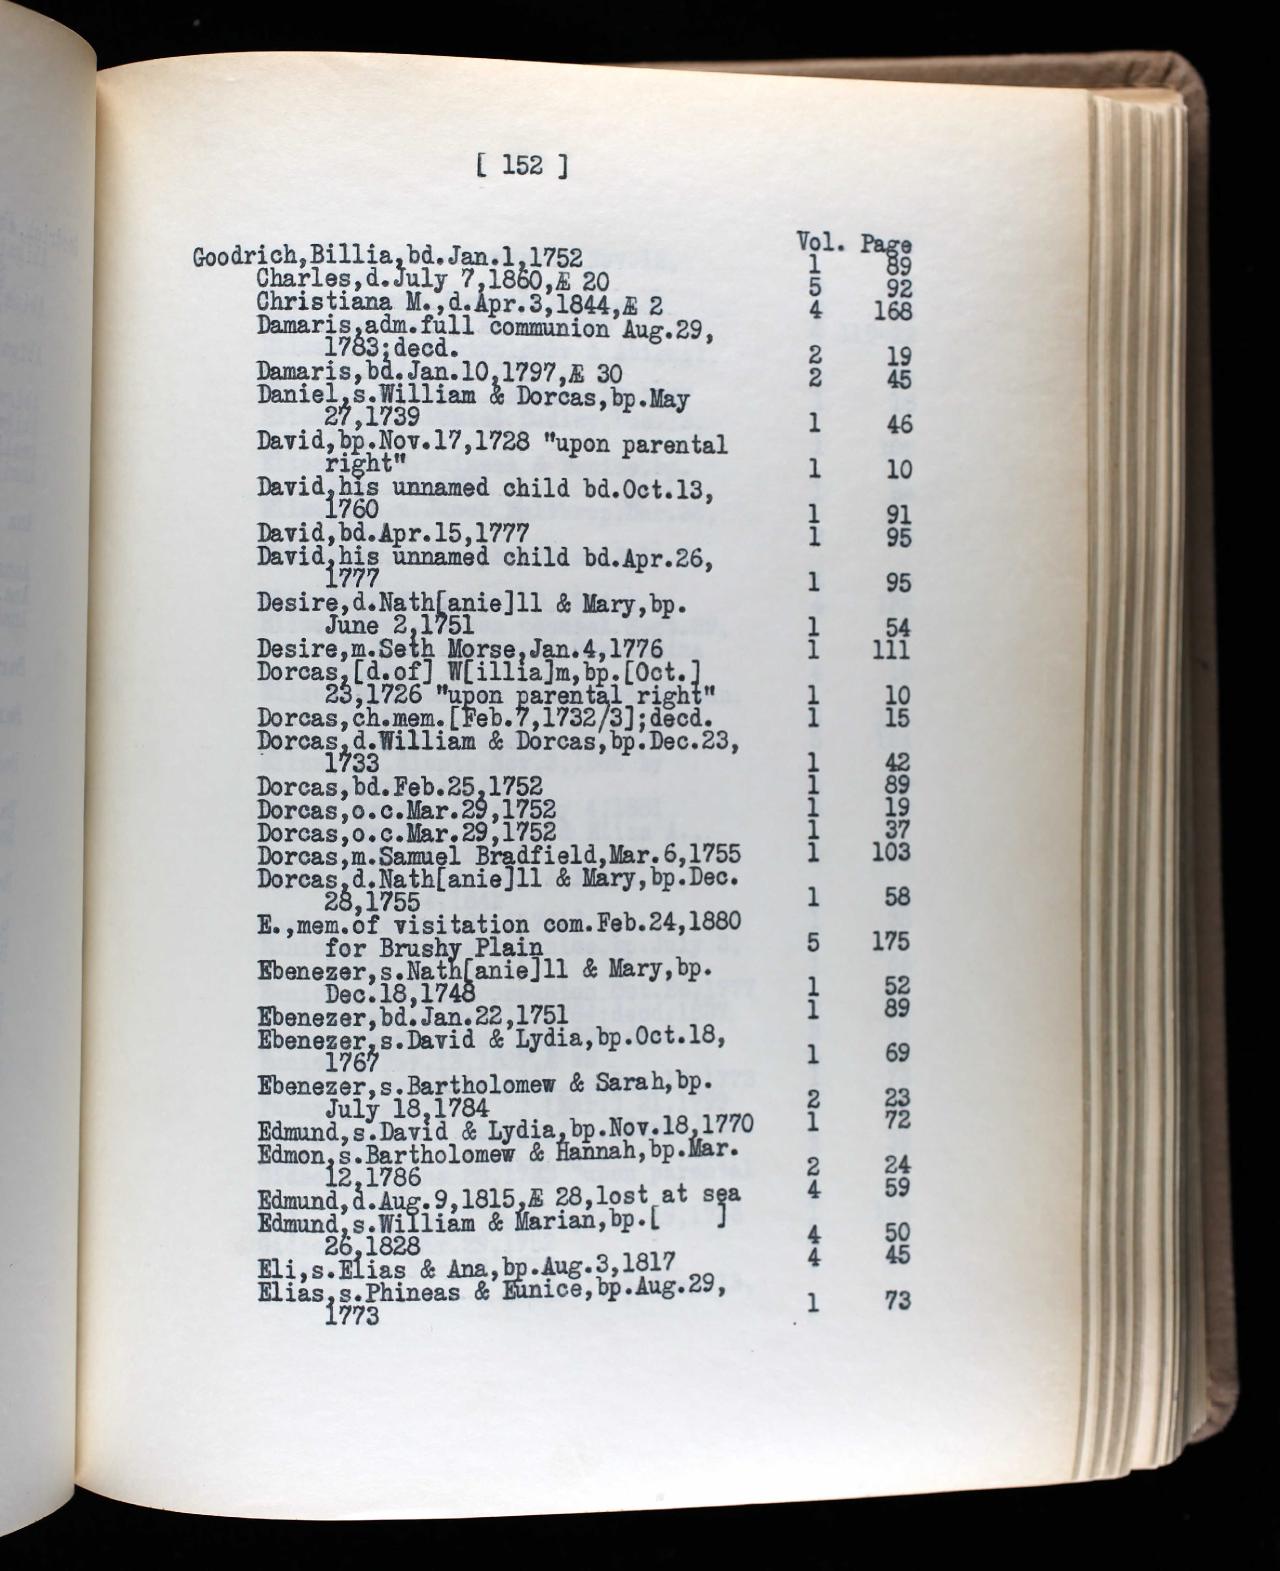 [ 152 ]
Vol. Page
Goodrich,Billia,bd.Jan.1,1752 1 89
Charles,d.July 7,1860,Æ 20 5 92
Christiana M.,d.Apr.3,1844,Æ 2 4 168
Damaris,adm.full communion Aug.29,
1783;decd. 2 19
Damaris,bd.Jan.10,1797,Æ 30 2 45
Daniel,s.William & Dorcas,bp.May
27,1739 1 46
David,bp.Nov.17,1728 "upon parental
right" 1 10
David,his unnamed child bd.Oct.13,
1760 1 91
David,bd.Apr.15,1777 1 95
David,his unnamed child bd.Apr.26,
1777 1 95
Desire,d.Nath[anie]ll & Mary,bp.
June 2,1751 1 54
Desire,m.Seth Morse,Jan.4,1776 1 111
Dorcas,[d.of] W[illia]m,bp.[Oct.]
23,1726 "upon parental right" 1 10
Dorcas,ch.mem.[Feb.7,1732/3];decd. 1 15
Dorcas,d.William & Dorcas,bp.Dec.23,
1733 1 42
Dorcas,bd.Feb.25,1752 1 89
Dorcas,o.c.Mar.29,1752 1 19
Dorcas,o.c.Mar.29,1752 1 37
Dorcas,m.Samuel Bradfield,Mar.6,1755 1 103
Dorcas,d.Nath[anie]ll & Mary,bp.Dec.
28,1755 1 58
E.,mem.of visitation com.Feb.24,1880
for Brushy Plain 5 175
Ebenezer,s.Nath[anie]ll & Mary,bp.
Dec.18,1748 1 52
Ebenezer,bd.Jan.22,1751 1 89
Ebenezer,s.David & Lydia,bp.Oct.18,
1767 1 69
Ebenezer,s.Bartholomew & Sarah,bp.
July 18,1784 2 23
Edmund,s.David & Lydia,bp.Nov.18,1770 1 72
Edmon,s.Bartholomew & Hannah,bp.Mar.
12,1786 2 24
Edmund,d.Aug.9,1815,Æ 28,lost at sea 4 59
Edmund,s.William & Marian,bp.[ ]
26,1828 4 50
Eli,s.Elias & Ana,bp.Aug.3,1817 4 45
Elias,s.Phineas & Eunice,bp.Aug.29,
1773 1 73